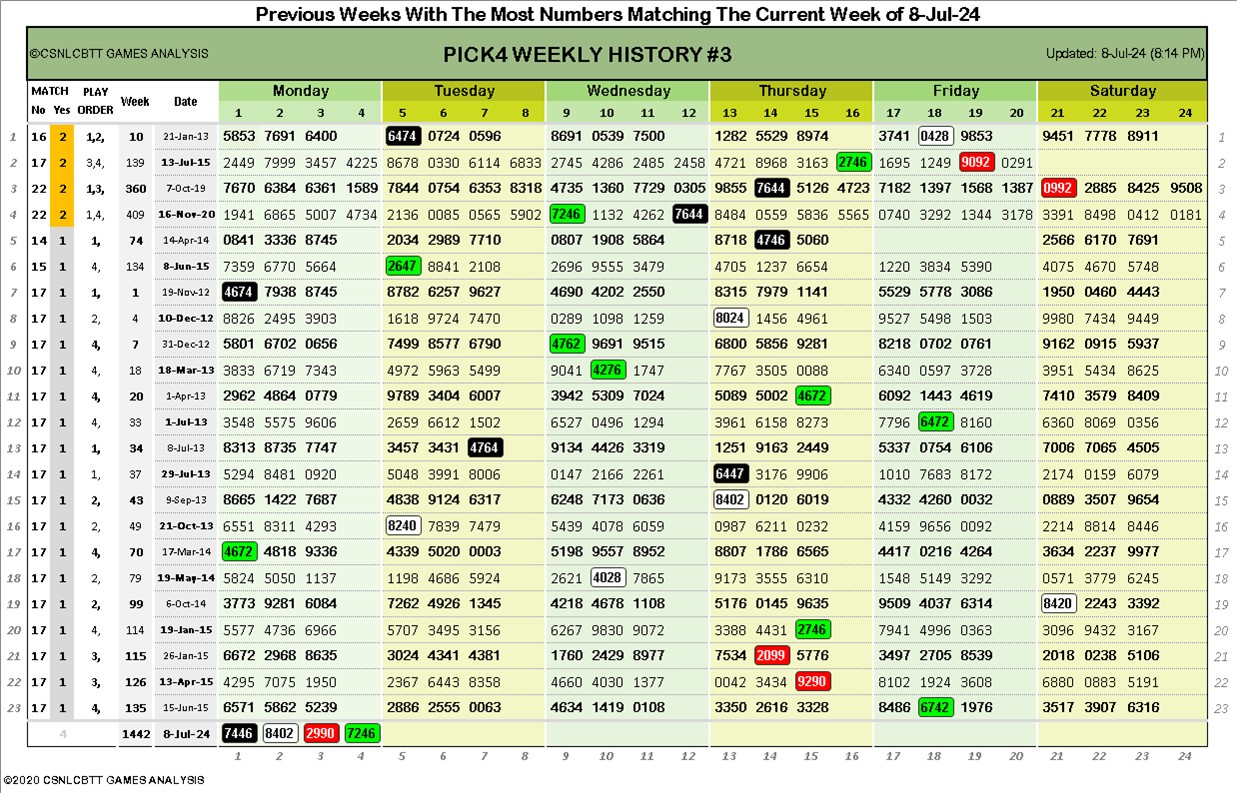 Previous Weeks With The Most Numbers Matching The Current Week of 8-Jul-24
©CSNLCBTT GAMES ANALYSIS PICK4 WEEKLY HISTORY #3 Updated: 8-Jul-24 (8:14 PM)
MATCH PLAY Week Date Monday Tuesday Wednesday Thursday Friday Saturday
No Yes ORDER 1 2 3 4 5 6 7 8 9 10 11 12 13 14 15 16 17 18 19 20 21 22 23 24
1 16 2 1,2, 10 21-Jan-13 5853 7691 6400 6474 0724 0596 8691 0539 7500 1282 5529 8974 3741 0428 9853 9451 7778 8911 1
2 17 2 3,4, 139 13-Jul-15 2449 7999 3457 4225 8678 0330 6114 6833 2745 4286 2485 2458 4721 8968 3163 2746 1695 1249 9092 0291 2
3 22 2 1,3, 360 7-Oct-19 7670 6384 6361 1589 7844 0754 6353 8318 4735 1360 7729 0305 9855 7644 5126 4723 7182 1397 1568 1387 0992 2885 8425 9508 3
4 22 2 1,4, 409 16-Nov-20 1941 6865 5007 4734 2136 0085 0565 5902 7246 1132 4262 7644 8484 0559 5836 5565 0740 3292 1344 3178 3391 8498 0412 0181 4
5 14 1 1, 74 14-Apr-14 0841 3336 8745 2034 2989 7710 0807 1908 5864 8718 4746 5060 2566 6170 7691 5
6 15 1 4, 134 8-Jun-15 7359 6770 5664 2647 8841 2108 2696 9555 3479 4705 1237 6654 1220 3834 5390 4075 4670 5748 6
7 17 1 1, 1 19-Nov-12 4674 7938 8745 8782 6257 9627 4690 4202 2550 8315 7979 1141 5529 5778 3086 1950 0460 4443 7
8 17 1 2, 4 10-Dec-12 8826 2495 3903 1618 9724 7470 0289 1098 1259 8024 1456 4961 9527 5498 1503 9980 7434 9449 8
9 17 1 4, 7 31-Dec-12 5801 6702 0656 7499 8577 6790 4762 9691 9515 6800 5856 9281 8218 0702 0761 9162 0915 5937 9
10 17 1 4, 18 18-Mar-13 3833 6719 7343 4972 5963 5499 9041 4276 1747 7767 3505 0088 6340 0597 3728 3951 5434 8625 10
11 17 1 4, 20 1-Apr-13 2962 4864 0779 9789 3404 6007 3942 5309 7024 5089 5002 4672 6092 1443 4619 7410 3579 8409 11
12 17 1 4, 33 1-Jul-13 3548 5575 9606 2659 6612 1502 6527 0496 1294 3961 6158 8273 7796 6472 8160 6360 8069 0356 12
13 17 1 1, 34 8-Jul-13 8313 8735 7747 3457 3431 4764 9134 4426 3319 1251 9163 2449 5337 0754 6106 7006 7065 4505 13
14 17 1 1, 37 29-Jul-13 5294 8481 0920 5048 3991 8006 0147 2166 2261 6447 3176 9906 1010 7683 8172 2174 0159 6079 14
15 17 1 2, 43 9-Sep-13 8665 1422 7687 4838 9124 6317 6248 7173 0636 8402 0120 6019 4332 4260 0032 0889 3507 9654 15
16 17 1 2, 49 21-Oct-13 6551 8311 4293 8240 7839 7479 5439 4078 6059 0987 6211 0232 4159 9656 0092 2214 8814 8446 16
17 17 1 4, 70 17-Mar-14 4672 4818 9336 4339 5020 0003 5198 9557 8952 8807 1786 6565 4417 0216 4264 3634 2237 9977 17
18 17 1 2, 79 19-May-14 5824 5050 1137 1198 4686 5924 2621 4028 7865 9173 3555 6310 1548 5149 3292 0571 3779 6245 18
19 17 1 2, 99 6-Oct-14 3773 9281 6084 7262 4926 1345 4218 4678 1108 5176 0145 9635 9509 4037 6314 8420 2243 3392 19
20 17 1 4, 114 19-Jan-15 5577 4736 6966 5707 3495 3156 6267 9830 9072 3388 4431 2746 7941 4996 0363 3096 9432 3167 20
21 17 1 3, 115 26-Jan-15 6672 2968 8635 3024 4341 4381 1760 2429 8977 7534 2099 5776 3497 2705 8539 2018 0238 5106 21
22 17 1 3, 126 13-Apr-15 4295 7075 1950 2367 6443 8358 4660 4030 1377 0042 3434 9290 8102 1924 3608 6880 0883 5191 22
23 17 1 4, 135 15-Jun-15 6571 5862 5239 2886 2555 0063 4634 1419 0108 3350 2616 3328 8486 6742 1976 3517 3907 6316 23
4 1442 8-Jul-24 7446 8402 2990 7246
1 2 3 4 5 6 7 8 9 10 11 12 13 14 15 16 17 18 19 20 21 22 23 24
©2020 CSNLCBTT GAMES ANALYSIS